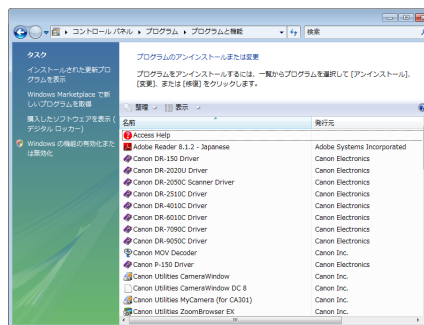 コントロール パネル ▸ プログラム ▸ プログラムと機能
検索
タスク
インストールされた更新プログラムを表示
Windows Marketplace で新しいプログラムを取得
購入したソフトウェアを表示 (デジタル ロッカー)
Windows の機能の有効化または無効化
プログラムのアンインストールまたは変更
プログラムをアンインストールするには、一覧からプログラムを選択して [アンインストール]、
[変更]、または [修復] をクリックします。
整理
表示
名前 発行元
Access Help
Adobe Reader 8.1.2 - Japanese Adobe Systems Incorporated
Canon DR-150 Driver Canon Electronics
Canon DR-2020U Driver Canon Electronics
Canon DR-2050C Scanner Driver Canon Electronics
Canon DR-2510C Driver Canon Electronics
Canon DR-4010C Driver Canon Electronics
Canon DR-6010C Driver Canon Electronics
Canon DR-7090C Driver Canon Electronics
Canon DR-9050C Driver Canon Electronics
Canon MOV Decoder Canon Inc.
Canon P-150 Driver Canon Electronics
Canon Utilities CameraWindow Canon Inc.
Canon Utilities CameraWindow DC 8 Canon Inc.
Canon Utilities MyCamera (for CA301) Canon Inc.
Canon Utilities ZoomBrowser EX Canon Inc.